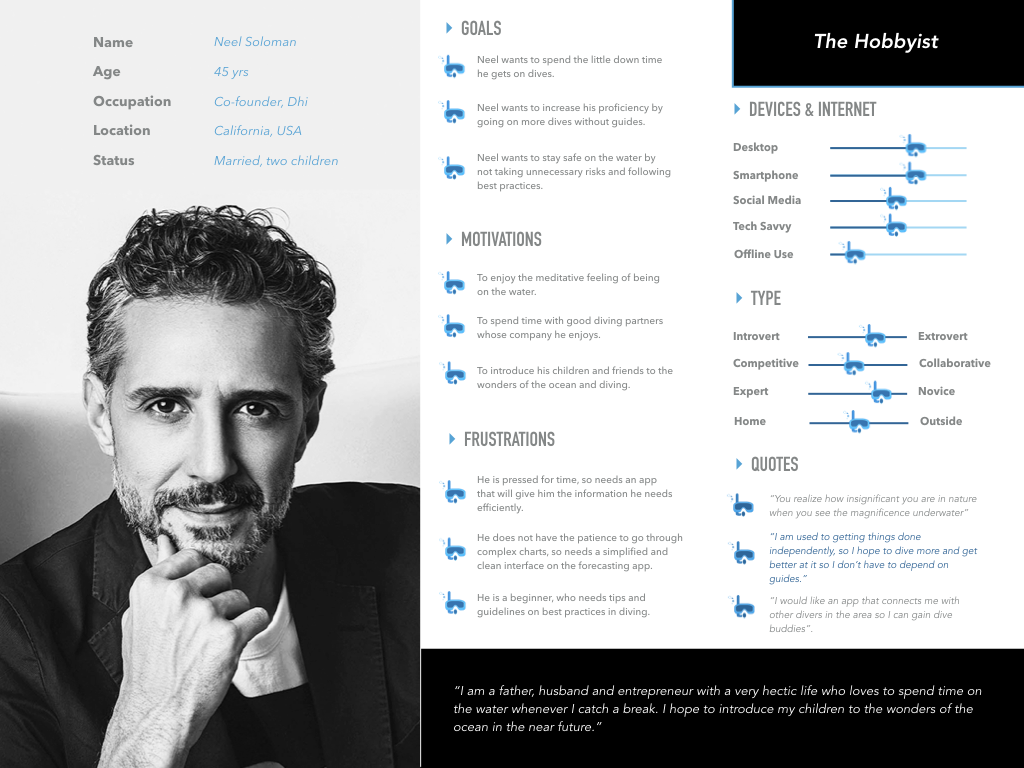 Name Neel Soloman
Age 45 yrs
Occupation Co-founder, Dhi
Location California, USA
Status Married, two children
GOALS
Neel wants to spend the little down time
he gets on dives.
Neel wants to increase his proficiency by
going on more dives without guides.
Neel wants to stay safe on the water by
not taking unnecessary risks and following
best practices.
MOTIVATIONS
To enjoy the meditative feeling of being
on the water.
To spend time with good diving partners
whose company he enjoys.
To introduce his children and friends to the
wonders of the ocean and diving.
FRUSTRATIONS
He is pressed for time, so needs an app
that will give him the information he needs
efficiently.
He does not have the patience to go through
complex charts, so needs a simplified and
clean interface on the forecasting app.
He is a beginner, who needs tips and
guidelines on best practices in diving.
The Hobbyist
DEVICES & INTERNET
Desktop
Smartphone
Social Media
Tech Savvy
Offline Use
TYPE
Introvert Extrovert
Competitive Collaborative
Expert Novice
Home Outside
QUOTES
“You realize how insignificant you are in nature
when you see the magnificence underwater”
“I am used to getting things done
independently, so I hope to dive more and get
better at it so I don’t have to depend on
guides.”
“I would like an app that connects me with
other divers in the area so I can gain dive
buddies”.
“I am a father, husband and entrepreneur with a very hectic life who loves to spend time on
the water whenever I catch a break. I hope to introduce my children to the wonders of the
ocean in the near future.”